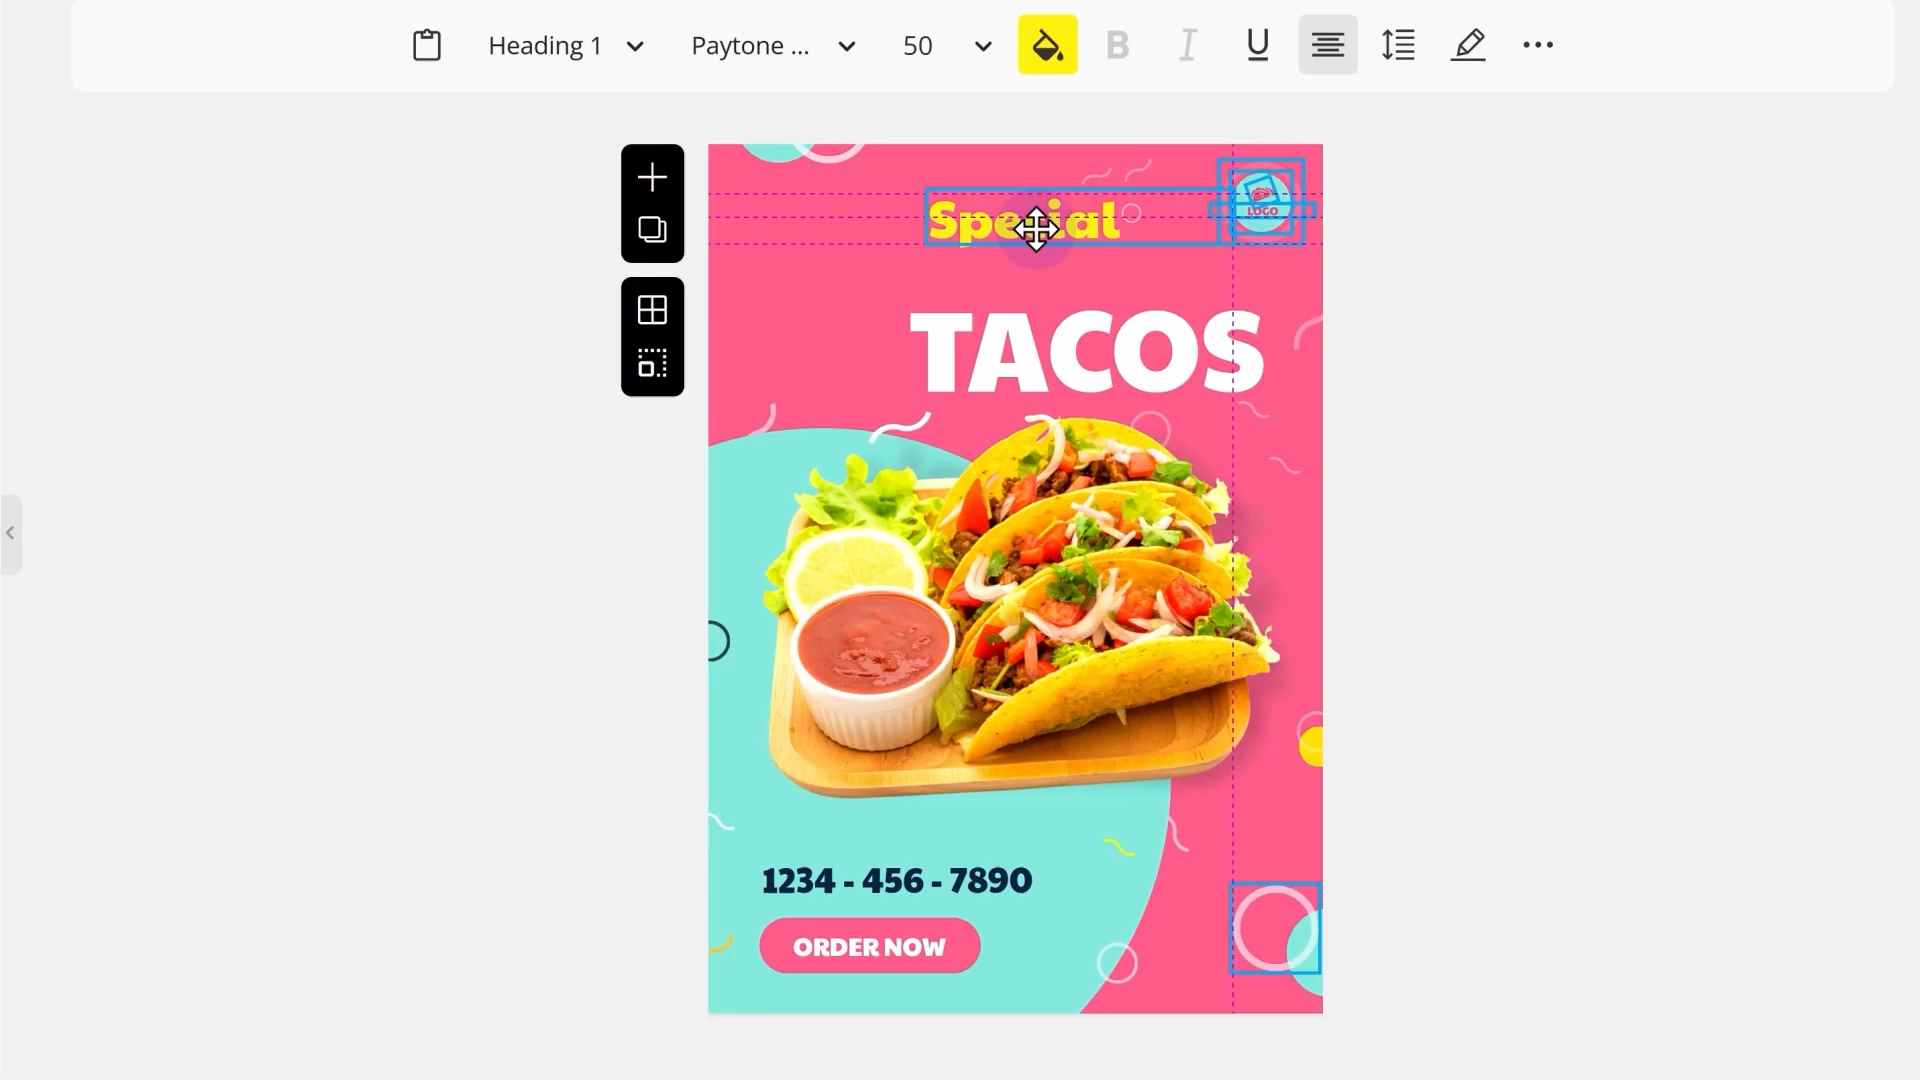 Heading 1
Paytone ...
50
B
I
U
Special
LOGO
TACOS
1234 - 456 - 7890
ORDER NOW